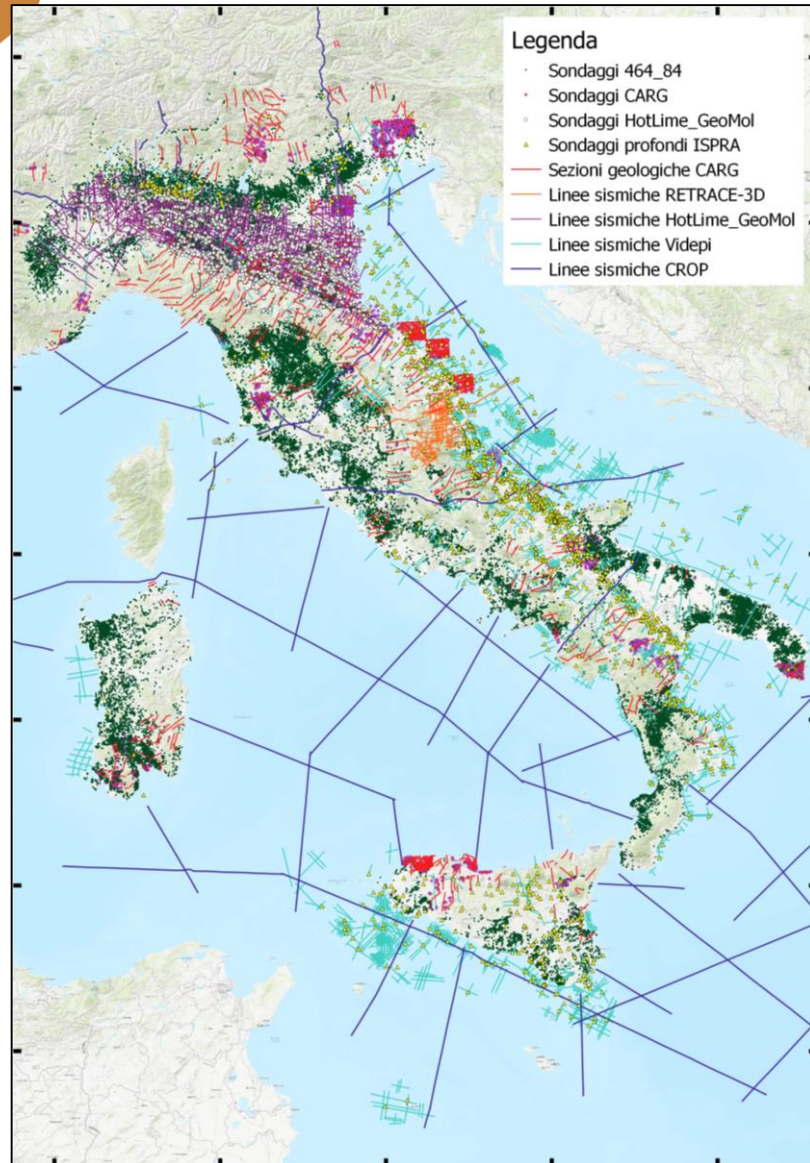 Legenda
Sondaggi 464_84
Sondaggi CARG
Sondaggi HotLime_GeoMol
Sondaggi profondi ISPRA
Sezioni geologiche CARG
Linee sismiche RETRACE-3D
Linee sismiche HotLime_GeoMol
Linee sismiche Videpi
Linee sismiche CROP